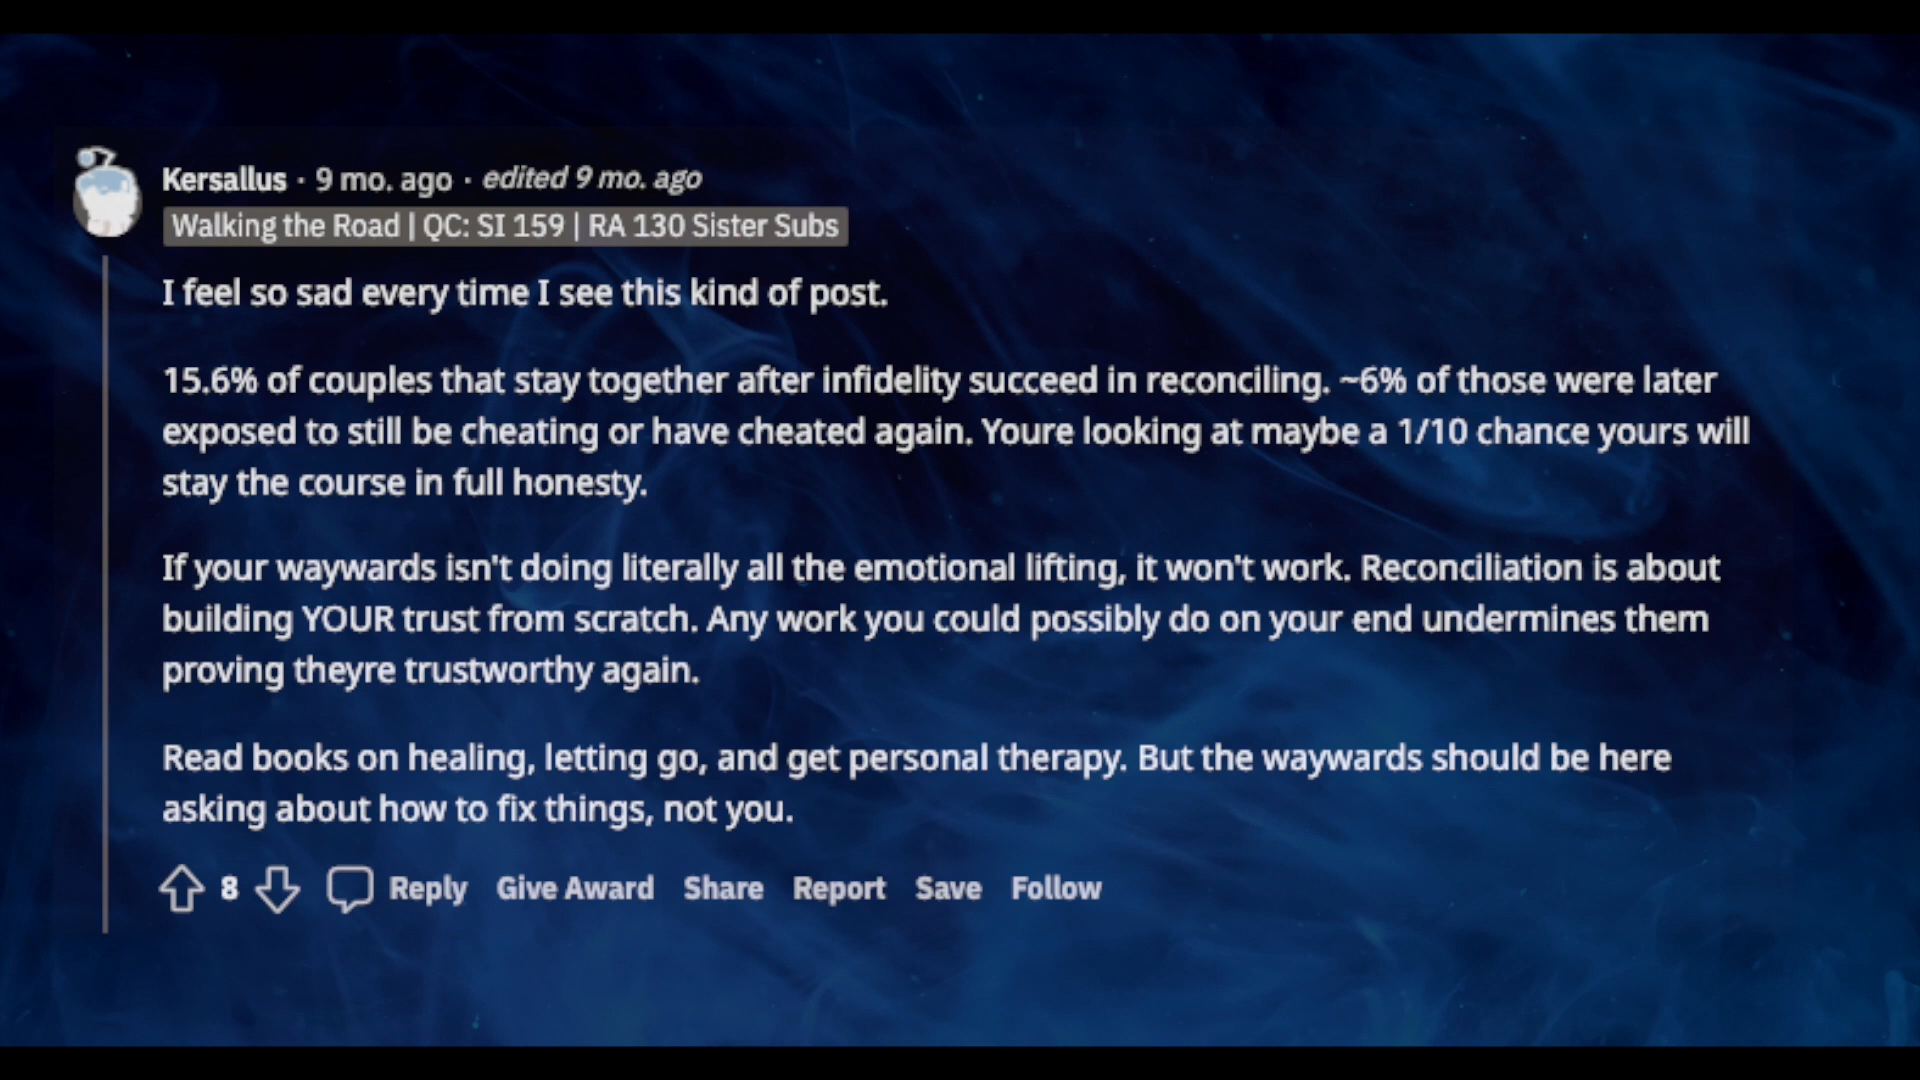 Kersallus · 9 mo. ago · edited 9 mo. ago
Walking the Road | QC: SI 159 | RA 130 Sister Subs
I feel so sad every time I see this kind of post.
15.6% of couples that stay together after infidelity succeed in reconciling. ~6% of those were later
exposed to still be cheating or have cheated again. Youre looking at maybe a 1/10 chance yours will
stay the course in full honesty.
If your waywards isn't doing literally all the emotional lifting, it won't work. Reconciliation is about
building YOUR trust from scratch. Any work you could possibly do on your end undermines them
proving theyre trustworthy again.
Read books on healing, letting go, and get personal therapy. But the waywards should be here
asking about how to fix things, not you.
8 Reply Give Award Share Report Save Follow